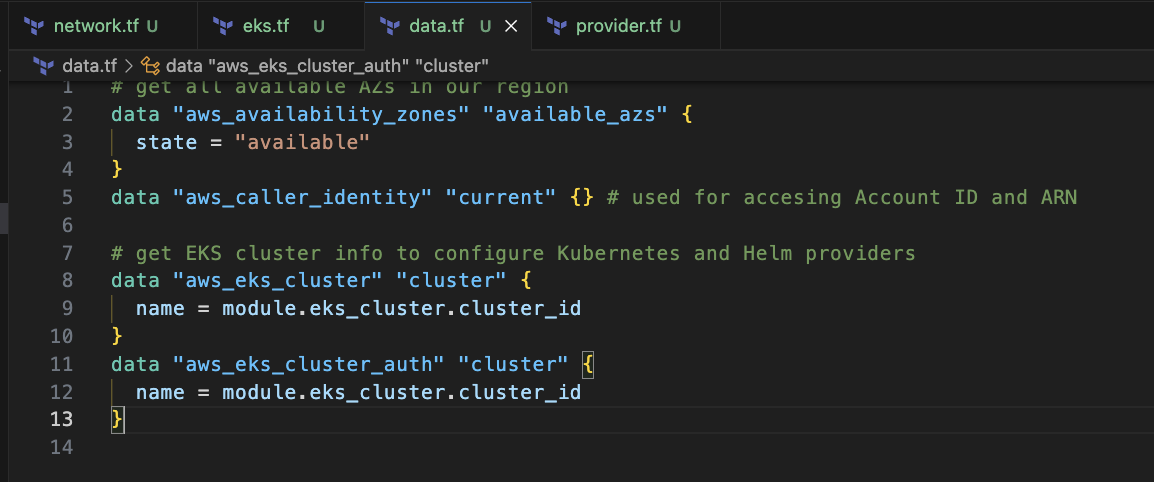 network.tf U eks.tf U data.tf U × provider.tf U
data.tf > data "aws_eks_cluster_auth" "cluster"
1 # get all available AZs in our region
2 data "aws_availability_zones" "available_azs" {
3 state = "available"
4 }
5 data "aws_caller_identity" "current" {} # used for accesing Account ID and ARN
6
7 # get EKS cluster info to configure Kubernetes and Helm providers
8 data "aws_eks_cluster" "cluster" {
9 name = module.eks_cluster.cluster_id
10 }
11 data "aws_eks_cluster_auth" "cluster" {
12 name = module.eks_cluster.cluster_id
13 }
14